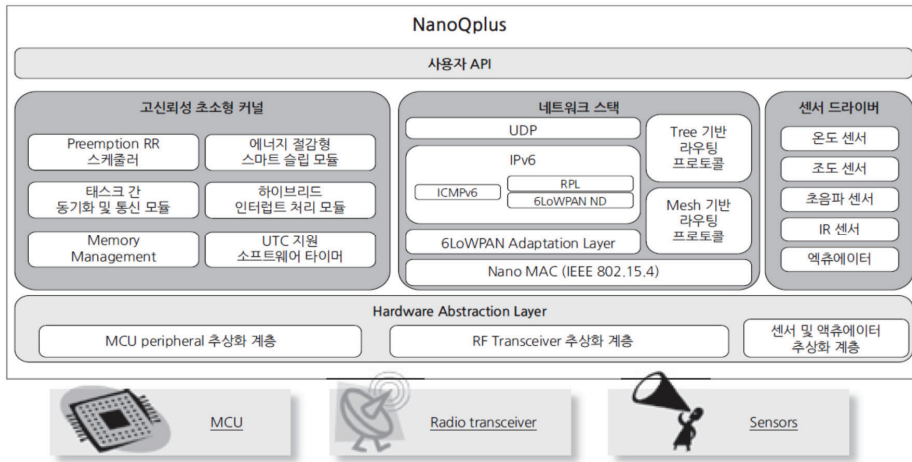 NanoQplus
사용자 API
고신뢰성 초소형 커널
Preemption RR
스케줄러
에너지 절감형
스마트 슬립 모듈
태스크 간
동기화 및 통신 모듈
하이브리드
인터럽트 처리 모듈
Memory
Management
UTC 지원
소프트웨어 타이머
네트워크 스택
UDP
IPv6
ICMPv6
RPL
6LoWPAN ND
6LoWPAN Adaptation Layer
Nano MAC (IEEE 802.15.4)
Tree 기반
라우팅
프로토콜
Mesh 기반
라우팅
프로토콜
센서 드라이버
온도 센서
조도 센서
초음파 센서
IR 센서
엑츄에이터
Hardware Abstraction Layer
MCU peripheral 추상화 계층
RF Transceiver 추상화 계층
센서 및 액츄에이터
추상화 계층
MCU
Radio transceiver
Sensors